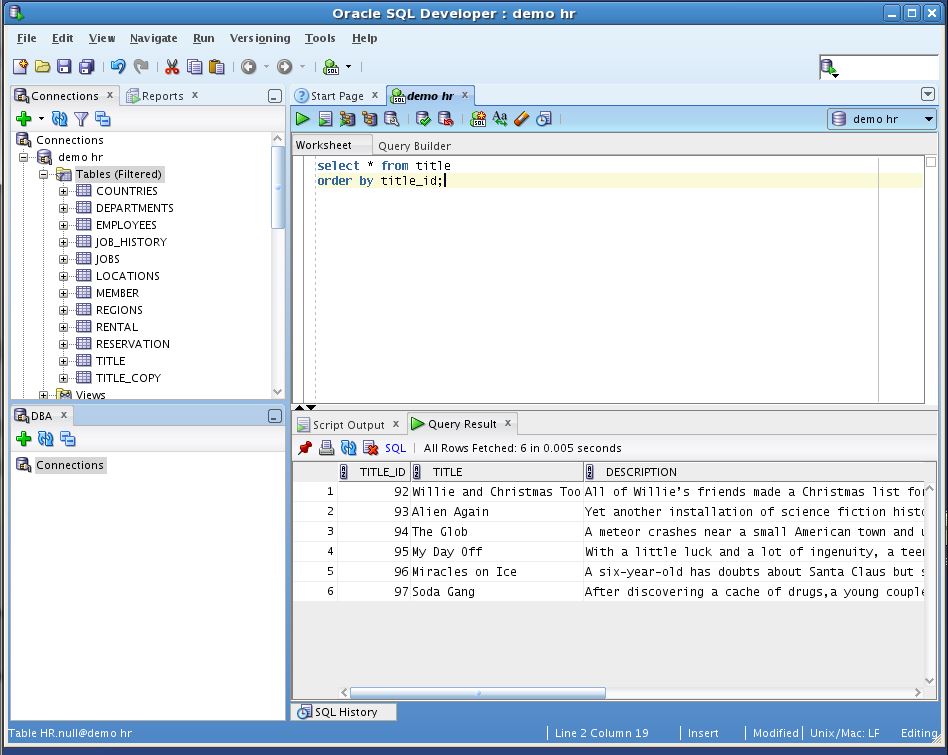 Oracle SQL Developer : demo hr
File Edit View Navigate Run Versioning Tools Help
Connections x Reports x
Connections
demo hr
Tables (Filtered)
COUNTRIES
DEPARTMENTS
EMPLOYEES
JOB_HISTORY
JOBS
LOCATIONS
MEMBER
REGIONS
RENTAL
RESERVATION
TITLE
TITLE_COPY
Views
DBA x
Connections
Start Page x demo hr x
demo hr
Worksheet Query Builder
select * from title
order by title_id;
Script Output x Query Result x
SQL All Rows Fetched: 6 in 0.005 seconds
TITLE_ID TITLE DESCRIPTION
1 92 Willie and Christmas Too All of Willie's friends made a Christmas list for
2 93 Alien Again Yet another installation of science fiction histo
3 94 The Glob A meteor crashes near a small American town and u
4 95 My Day Off With a little luck and a lot of ingenuity, a teen
5 96 Miracles on Ice A six-year-old has doubts about Santa Claus but s
6 97 Soda Gang After discovering a cache of drugs,a young couple
SQL History
Table HR.null@demo hr Line 2 Column 19 Insert Modified Unix/Mac: LF Editing